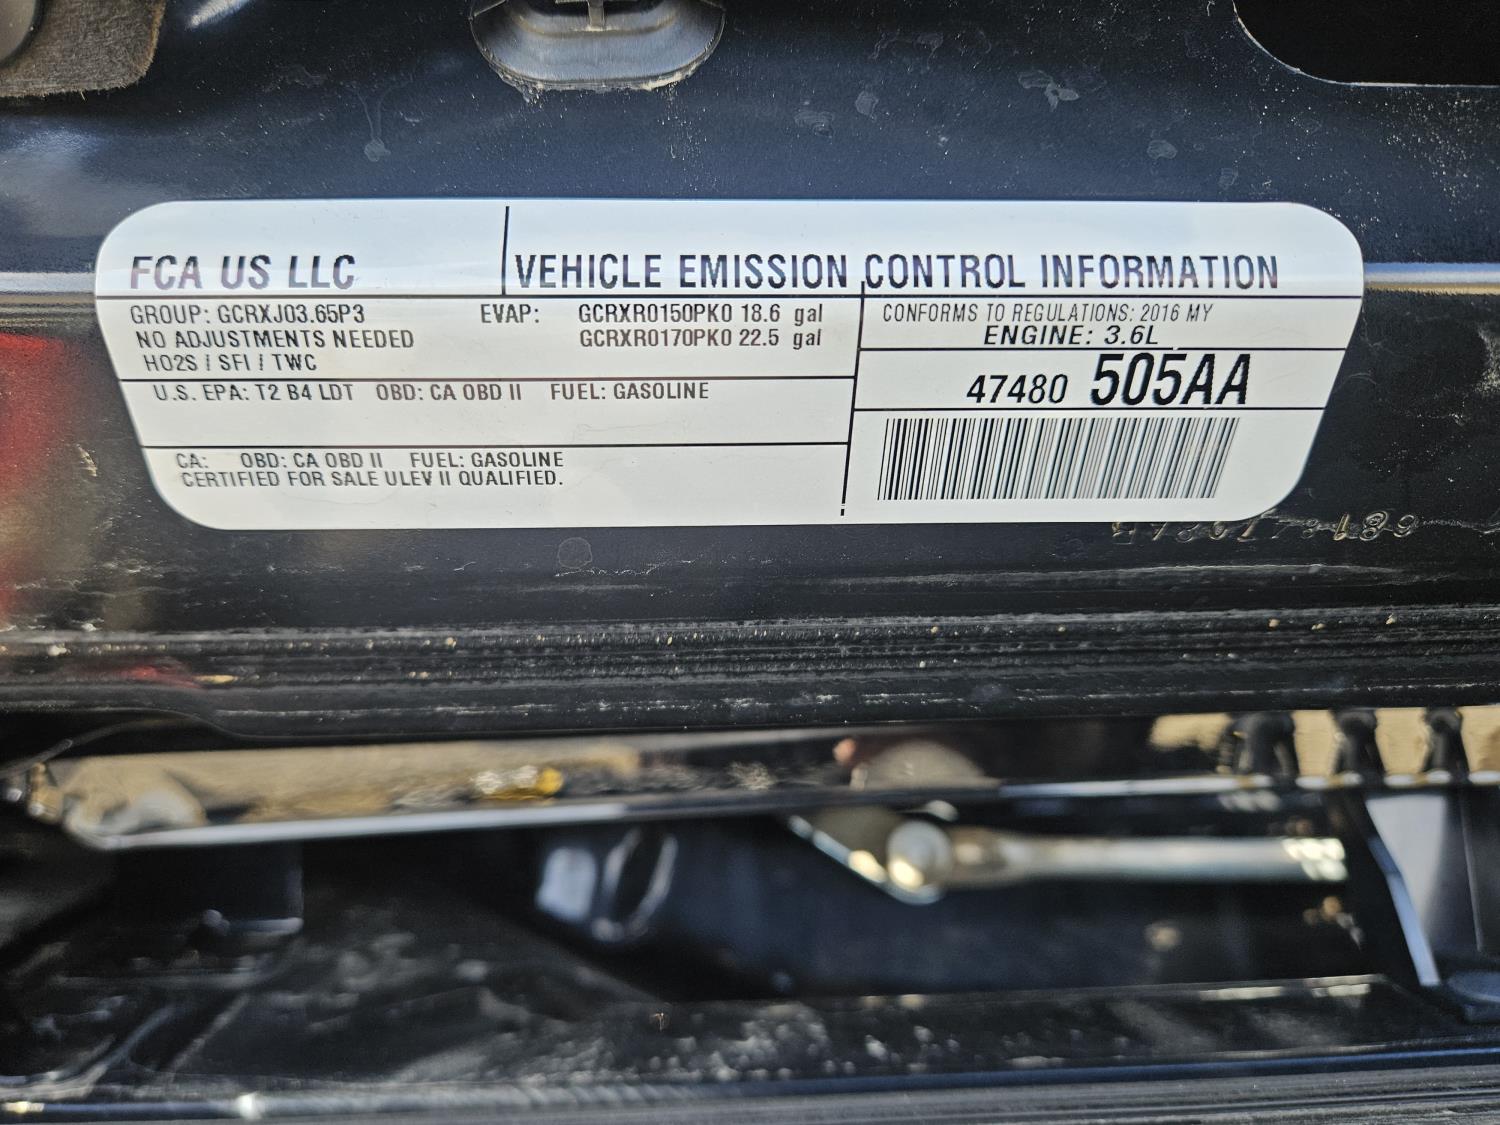 FCA US LLC
VEHICLE EMISSION CONTROL INFORMATION
GROUP: GCRXJ03.65P3
EVAP: GCRXR0150PK0 18.6 gal
NO ADJUSTMENTS NEEDED
GCRXR0170PK0 22.5 gal
HO2S / SFI / TWC
U.S. EPA: T2 B4 LDT OBD: CA OBD II FUEL: GASOLINE
CA: OBD: CA OBD II FUEL: GASOLINE
CERTIFIED FOR SALE ULEV II QUALIFIED.
CONFORMS TO REGULATIONS: 2016 MY
ENGINE: 3.6L
47480 505AA